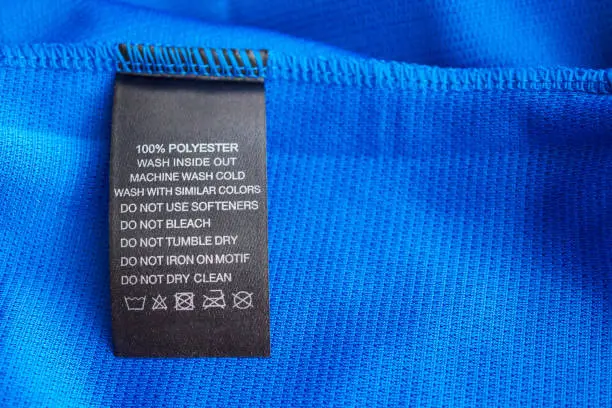 100% POLYESTER
WASH INSIDE OUT
MACHINE WASH COLD
WASH WITH SIMILAR COLORS
DO NOT USE SOFTENERS
DO NOT BLEACH
DO NOT TUMBLE DRY
DO NOT IRON ON MOTIF
DO NOT DRY CLEAN